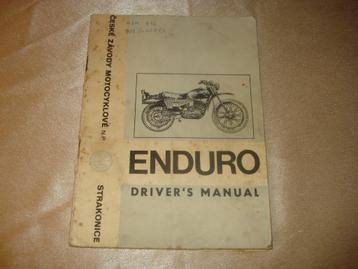 ČESKÉ ZÁVODY MOTOCYKLOVÉ N.P.
STRAKONICE
ENDURO
DRIVER'S MANUAL